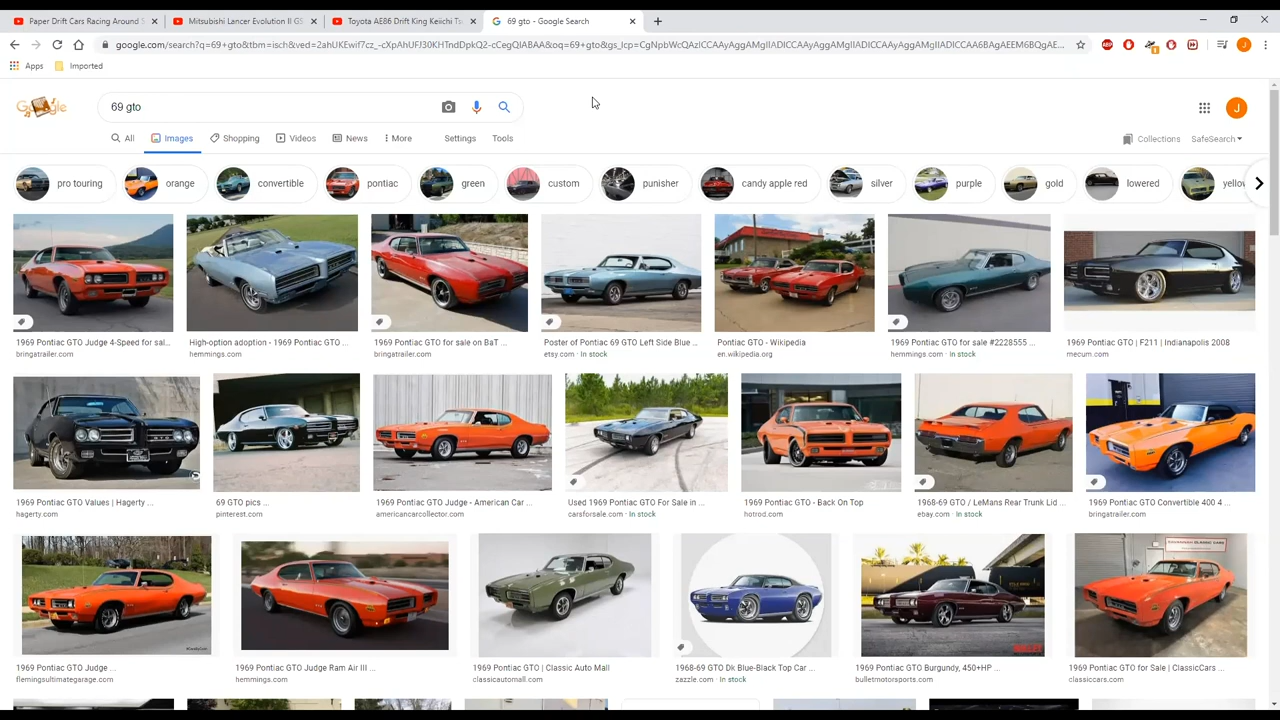 Paper Drift Cars Racing Around S
Mitsubishi Lancer Evolution II GS
Toyota AE86 Drift King Keiichi Ts
69 gto - Google Search
google.com/search?q=69+gto&tbm=isch&ved=
Apps
Imported
Google
69 gto
J
All
Images
Shopping
Videos
News
More
Settings
Tools
Collections
SafeSearch
pro touring
orange
convertible
pontiac
green
custom
punisher
candy apple red
silver
purple
gold
lowered
yellow
1969 Pontiac GTO Judge 4-Speed for sal...
bringatrailer.com
High-option adoption - 1969 Pontiac GTO ...
hemmings.com
1969 Pontiac GTO for sale on BaT ...
bringatrailer.com
Poster of Pontiac 69 GTO Left Side Blue ...
etsy.com · In stock
Pontiac GTO - Wikipedia
en.wikipedia.org
1969 Pontiac GTO for sale #2228555 ...
hemmings.com · In stock
1969 Pontiac GTO | F211 | Indianapolis 2008
mecum.com
1969 Pontiac GTO Values | Hagerty ...
hagerty.com
69 GTO pics ...
pinterest.com
1969 Pontiac GTO Judge - American Car ...
americancarcollector.com
Used 1969 Pontiac GTO For Sale in ...
carsforsale.com · In stock
1969 Pontiac GTO - Back On Top
hotrod.com
1968-69 GTO / LeMans Rear Trunk Lid ...
ebay.com · In stock
1969 Pontiac GTO Convertible 400 4 ...
bringatrailer.com
1969 Pontiac GTO Judge ...
flemingsultimategarage.com
1969 Pontiac GTO Judge Ram Air III ...
hemmings.com
1969 Pontiac GTO | Classic Auto Mall
classicautomall.com
1968-69 GTO Dk Blue-Black Top Car ...
zazzle.com · In stock
1969 Pontiac GTO Burgundy, 450+HP ...
bulletmotorsports.com
1969 Pontiac GTO for Sale | ClassicCars ...
classiccars.com